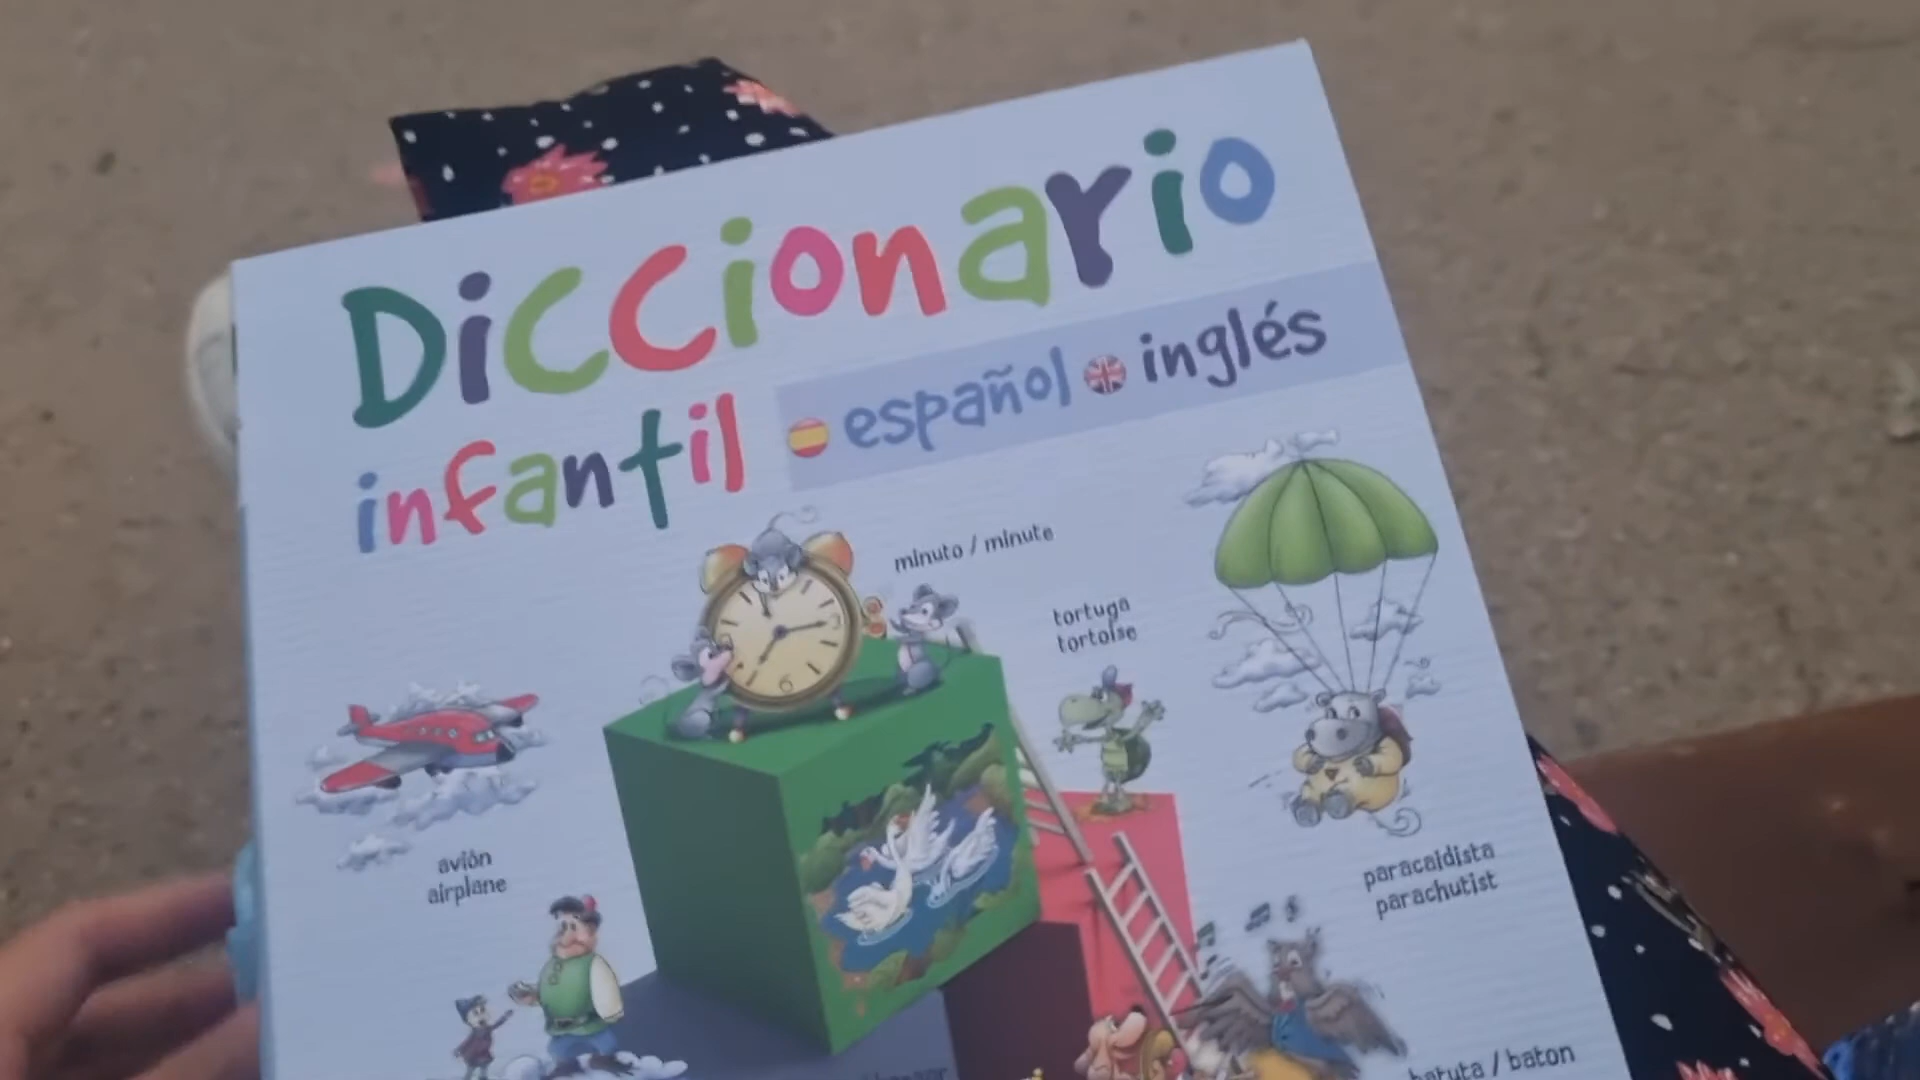 Diccionario
infantil español inglés
minuto / minute
tortuga
tortoise
avión
airplane
paracaidista
parachutist
batuta / baton